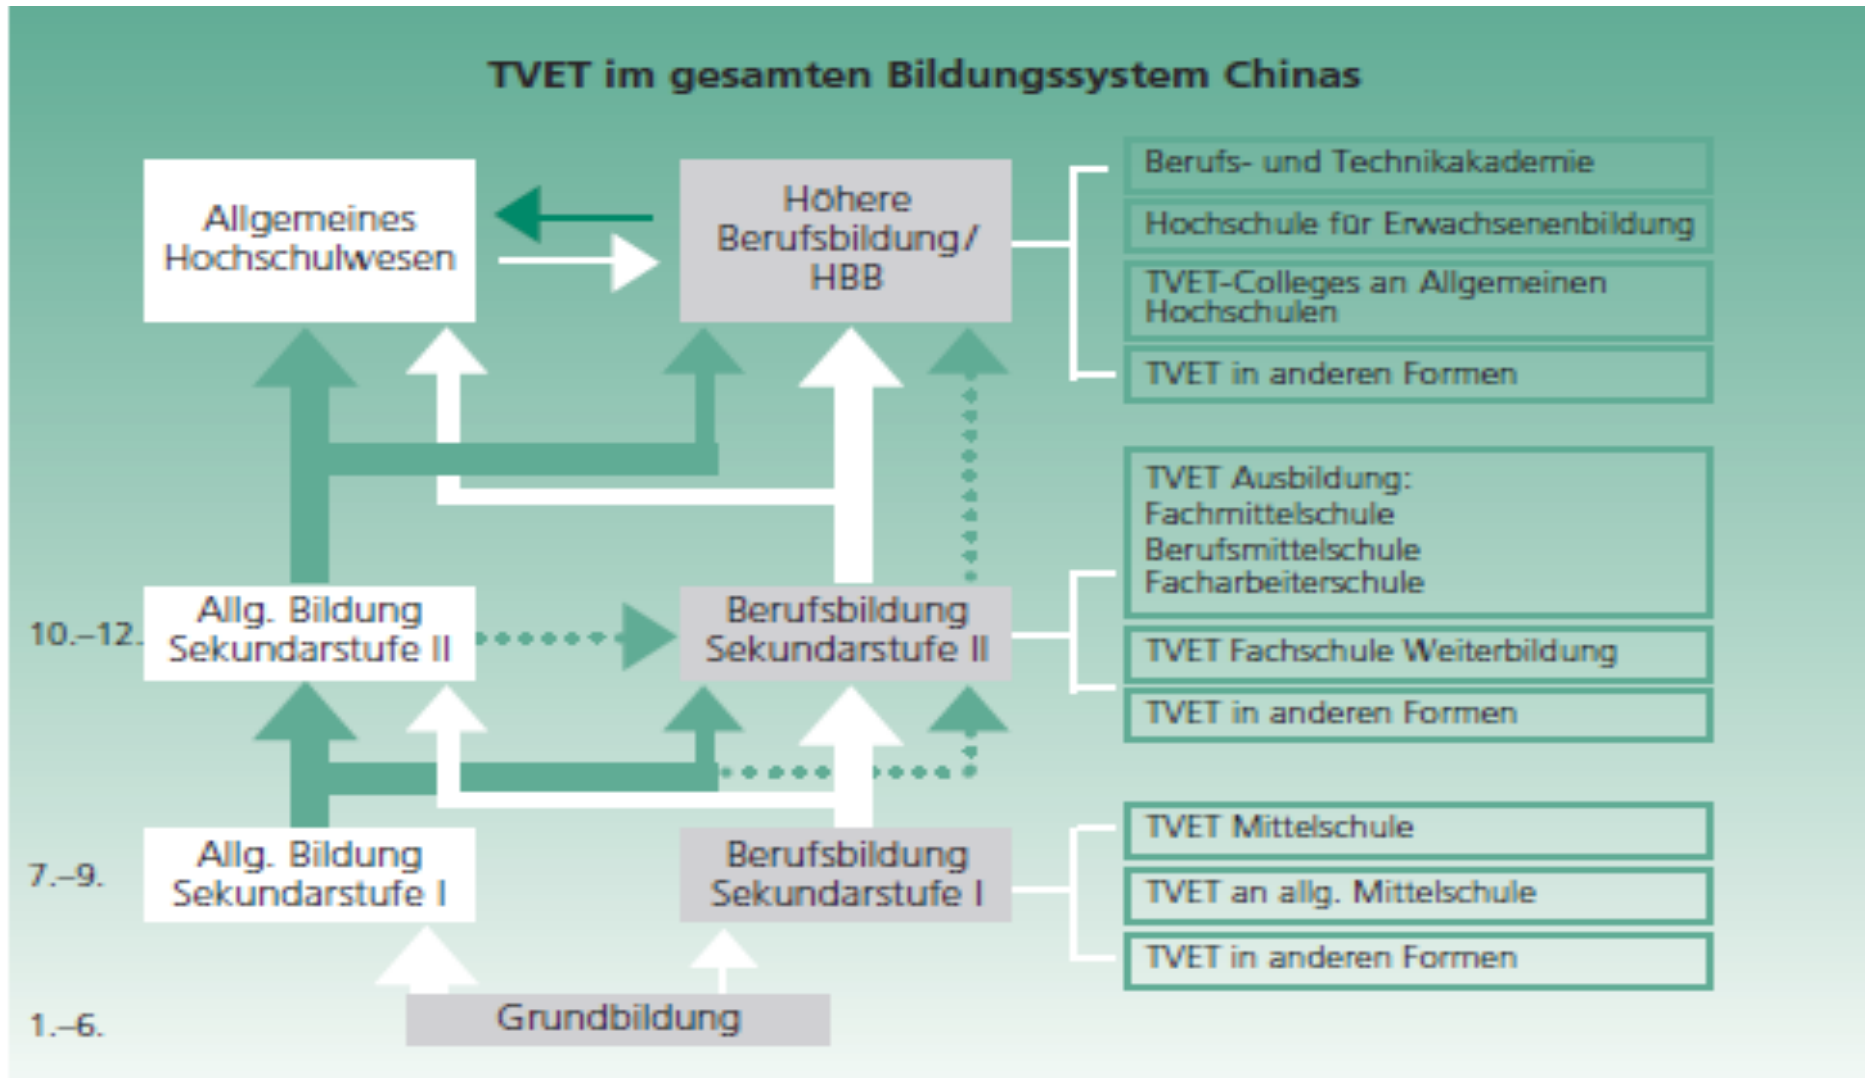 TVET im gesamten Bildungssystem Chinas
Allgemeines
Hochschulwesen
Höhere
Berufsbildung/
HBB
Berufs- und Technikakademie
Hochschule für Erwachsenenbildung
TVET-Colleges an Allgemeinen
Hochschulen
TVET in anderen Formen
10.–12.
Allg. Bildung
Sekundarstufe II
Berufsbildung
Sekundarstufe II
TVET Ausbildung:
Fachmittelschule
Berufsmittelschule
Facharbeiterschule
TVET Fachschule Weiterbildung
TVET in anderen Formen
7.–9.
Allg. Bildung
Sekundarstufe I
Berufsbildung
Sekundarstufe I
TVET Mittelschule
TVET an allg. Mittelschule
TVET in anderen Formen
1.–6.
Grundbildung